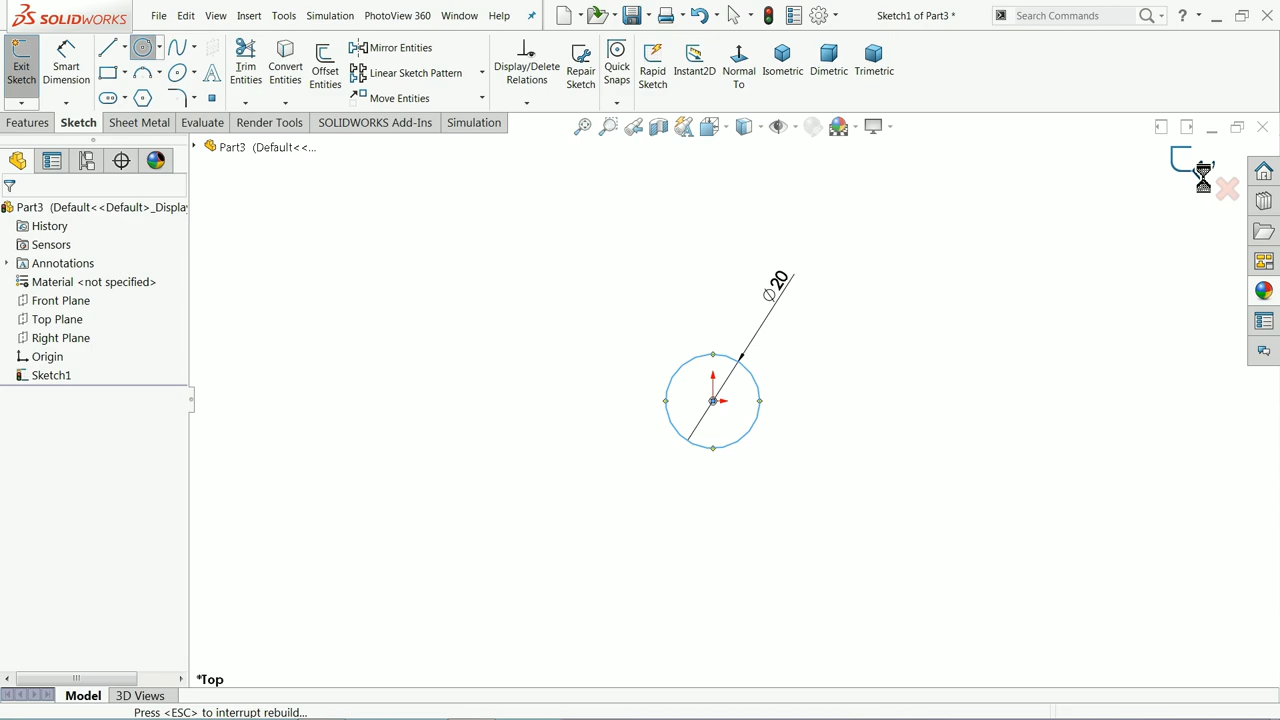 SOLIDWORKS
File Edit View Insert Tools Simulation PhotoView 360 Window Help
Sketch1 of Part3 *
Search Commands
?
Exit Sketch
Smart Dimension
Trim Entities
Convert Entities
Offset Entities
Mirror Entities
Linear Sketch Pattern
Move Entities
Display/Delete Relations
Repair Sketch
Quick Snaps
Rapid Sketch
Instant2D
Normal To
Isometric
Dimetric
Trimetric
Features Sketch Sheet Metal Evaluate Render Tools SOLIDWORKS Add-Ins Simulation
Part3 (Default<<...
Part3 (Default<<Default>_Display
History
Sensors
Annotations
Material <not specified>
Front Plane
Top Plane
Right Plane
Origin
Sketch1
∅20
*Top
Model 3D Views
Press <ESC> to interrupt rebuild...